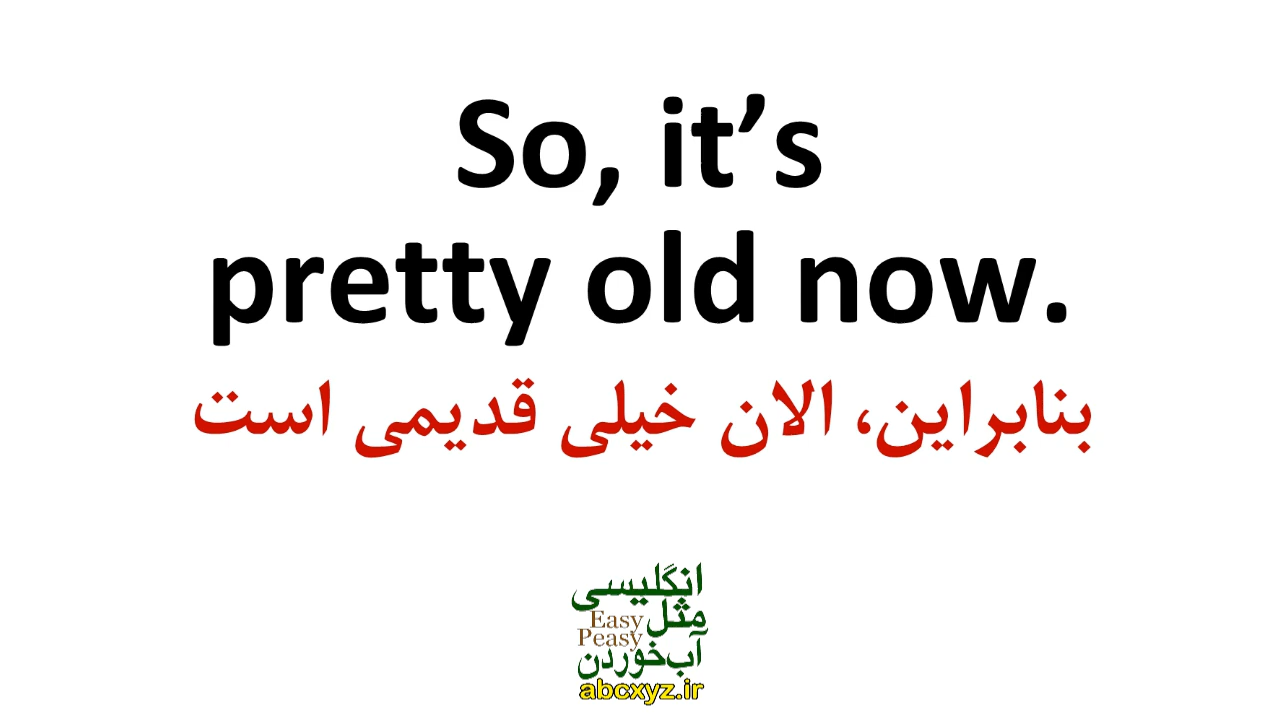 So, it’s
pretty old now.
بنابراین، الان خیلی قدیمی است
انگلیسی
مثل
Easy
Peasy
آب‌خوردن
abcxyz.ir